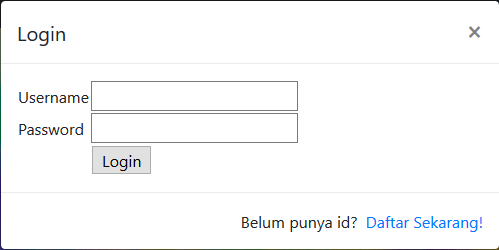 Login ×
Username
Password
Login
Belum punya id? Daftar Sekarang!